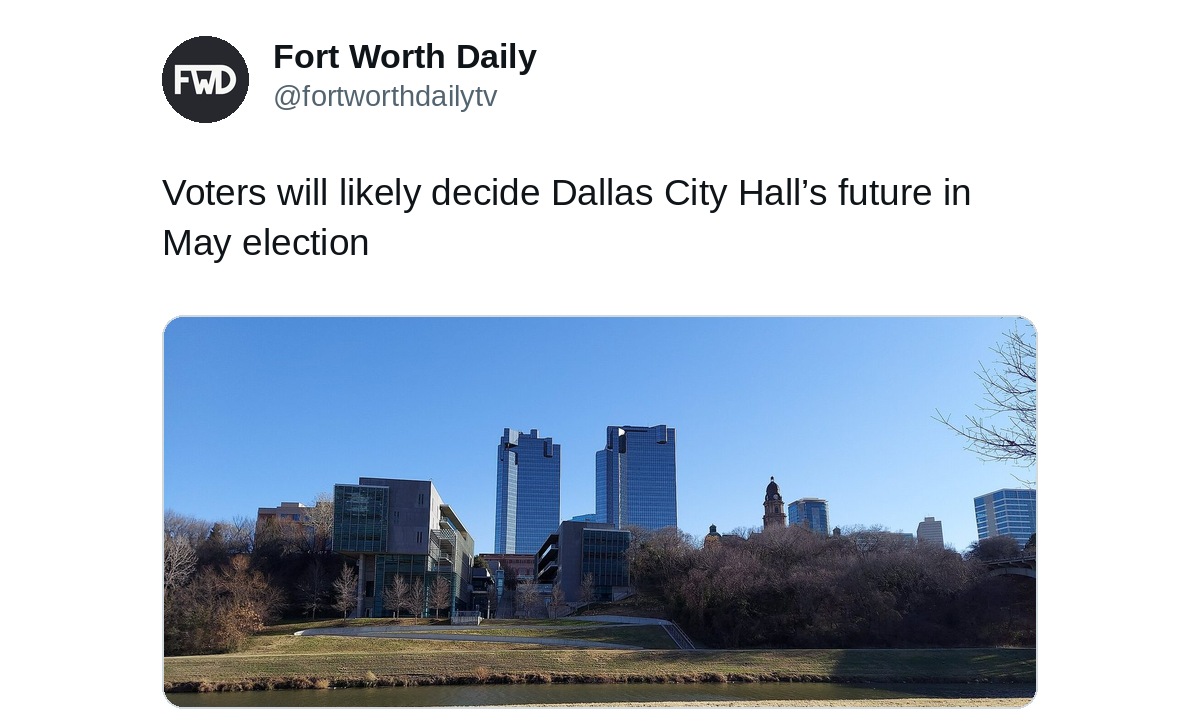 FWD
Fort Worth Daily
@fortworthdailytv
Voters will likely decide Dallas City Hall’s future in
May election